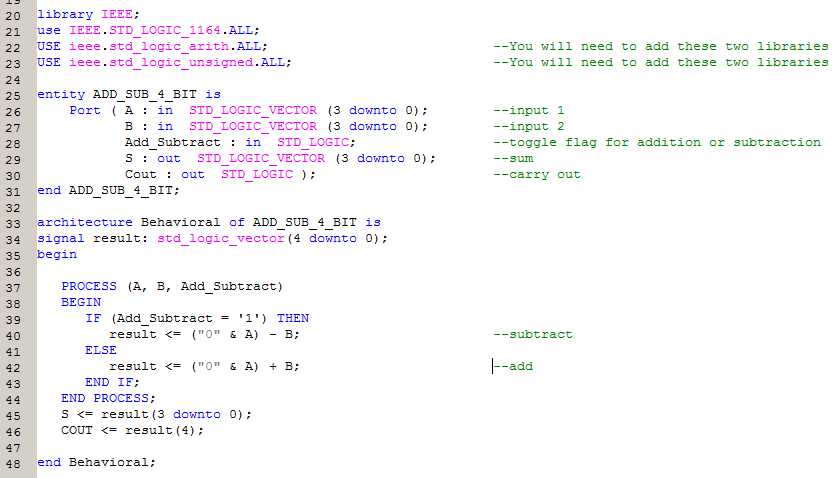 20 library IEEE;
21 use IEEE.STD_LOGIC_1164.ALL;
22 USE ieee.std_logic_arith.ALL; --You will need to add these two libraries
23 USE ieee.std_logic_unsigned.ALL; --You will need to add these two libraries
24
25 entity ADD_SUB_4_BIT is
26 Port ( A : in STD_LOGIC_VECTOR (3 downto 0); --input 1
27 B : in STD_LOGIC_VECTOR (3 downto 0); --input 2
28 Add_Subtract : in STD_LOGIC; --toggle flag for addition or subtraction
29 S : out STD_LOGIC_VECTOR (3 downto 0); --sum
30 Cout : out STD_LOGIC ); --carry out
31 end ADD_SUB_4_BIT;
32
33 architecture Behavioral of ADD_SUB_4_BIT is
34 signal result: std_logic_vector(4 downto 0);
35 begin
36
37 PROCESS (A, B, Add_Subtract)
38 BEGIN
39 IF (Add_Subtract = '1') THEN
40 result <= ("0" & A) - B; --subtract
41 ELSE
42 result <= ("0" & A) + B; --add
43 END IF;
44 END PROCESS;
45 S <= result(3 downto 0);
46 COUT <= result(4);
47
48 end Behavioral;